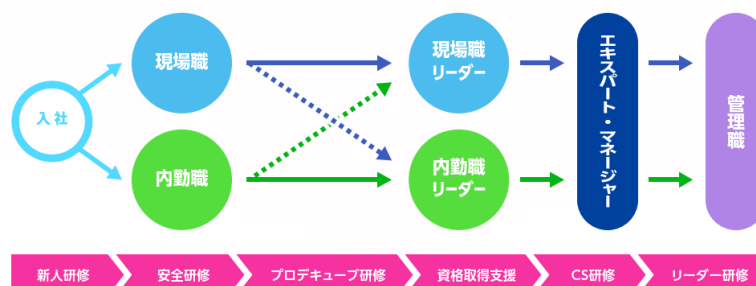 入社
現場職
内勤職
現場職
リーダー
内勤職
リーダー
エキスパート・マネージャー
管理職
新人研修
安全研修
プロデキューブ研修
資格取得支援
CS研修
リーダー研修